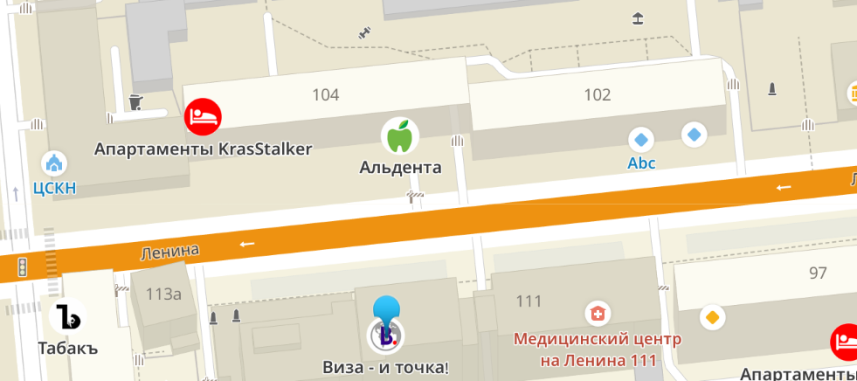 104
102
Апартаменты KrasStalker
Альдента
Abc
ЦСКН
Ленина
113а
111
97
Ъ
В.
Табакъ
Виза - и точка!
Медицинский центр
на Ленина 111
Апартаменты